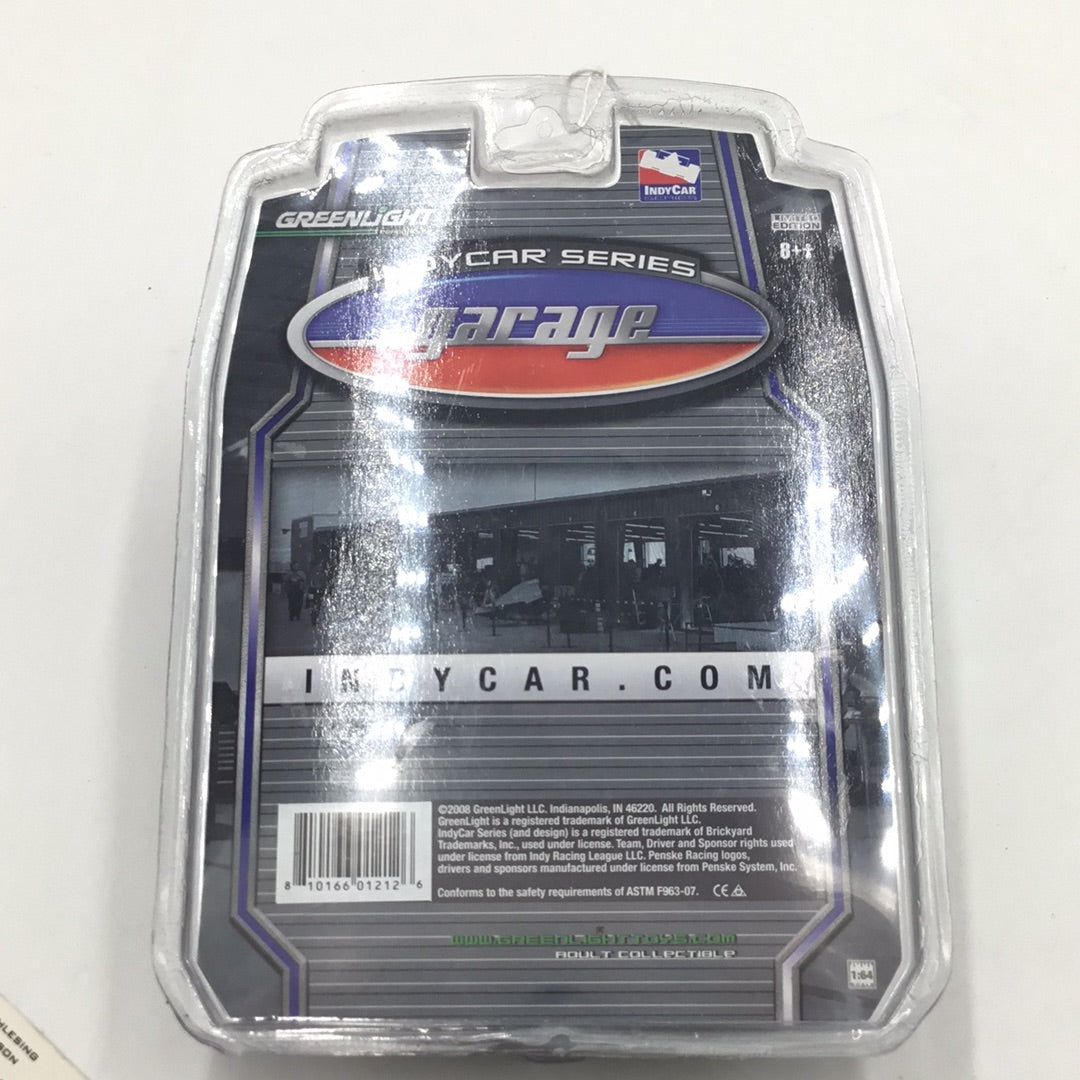 INDYCAR
GREENLIGHT
LIMITED
EDITION
8+
INDYCAR SERIES
garage
INDYCAR.COM
©2008 GreenLight LLC. Indianapolis, IN 46220. All Rights Reserved.
GreenLight is a registered trademark of GreenLight LLC.
IndyCar Series (and design) is a registered trademark of Brickyard
Trademarks, Inc., used under license. Team, Driver and Sponsor rights used
under license from Indy Racing League LLC. Penske Racing logos,
drivers and sponsors manufactured under license from Penske System, Inc.
8 10166 01212 6
Conforms to the safety requirements of ASTM F963-07. CE
www.GREENLIGHTTOYS.com
ADULT COLLECTIBLE
1:64
SCALE